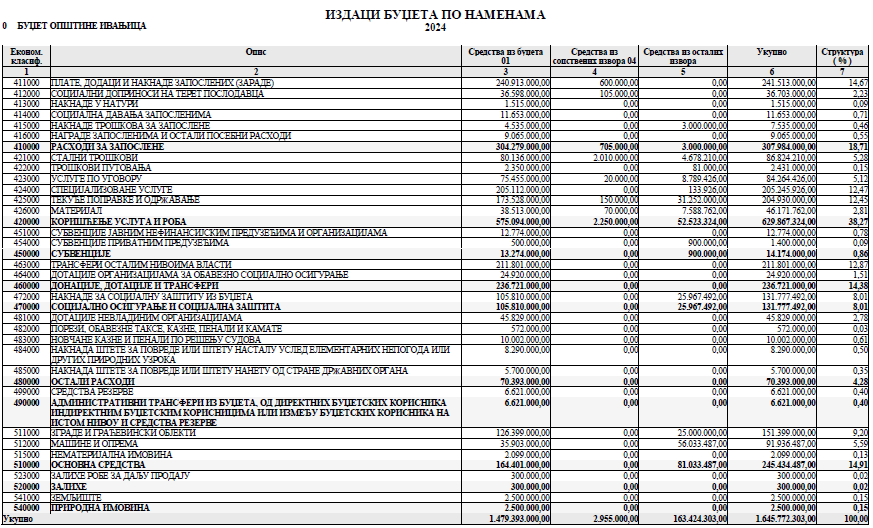 ИЗДАЦИ БУЏЕТА ПО НАМЕНАМА
2024
0 БУЏЕТ ОПШТИНЕ ИВАЊИЦА
Економ. класиф. Опис Средства из буџета 01 Средства из сопствених извора 04 Средства из осталих извора Укупно Структура ( % )
1 2 3 4 5 6 7
411000 ПЛАТЕ, ДОДАЦИ И НАКНАДЕ ЗАПОСЛЕНИХ (ЗАРАДЕ) 240.913.000,00 600.000,00 0,00 241.513.000,00 14,67
412000 СОЦИЈАЛНИ ДОПРИНОСИ НА ТЕРЕТ ПОСЛОДАВЦА 36.598.000,00 105.000,00 0,00 36.703.000,00 2,23
413000 НАКНАДЕ У НАТУРИ 1.515.000,00 0,00 0,00 1.515.000,00 0,09
414000 СОЦИЈАЛНА ДАВАЊА ЗАПОСЛЕНИМА 11.653.000,00 0,00 0,00 11.653.000,00 0,71
415000 НАКНАДЕ ТРОШКОВА ЗА ЗАПОСЛЕНЕ 4.535.000,00 0,00 3.000.000,00 7.535.000,00 0,46
416000 НАГРАДЕ ЗАПОСЛЕНИМА И ОСТАЛИ ПОСЕБНИ РАСХОДИ 9.065.000,00 0,00 0,00 9.065.000,00 0,55
410000 РАСХОДИ ЗА ЗАПОСЛЕНЕ 304.279.000,00 705.000,00 3.000.000,00 307.984.000,00 18,71
421000 СТАЛНИ ТРОШКОВИ 80.136.000,00 2.010.000,00 4.678.210,00 86.824.210,00 5,28
422000 ТРОШКОВИ ПУТОВАЊА 2.350.000,00 0,00 81.000,00 2.431.000,00 0,15
423000 УСЛУГЕ ПО УГОВОРУ 75.455.000,00 20.000,00 8.789.426,00 84.264.426,00 5,12
424000 СПЕЦИЈАЛИЗОВАНЕ УСЛУГЕ 205.112.000,00 0,00 133.926,00 205.245.926,00 12,47
425000 ТЕКУЋЕ ПОПРАВКЕ И ОДРЖАВАЊЕ 173.528.000,00 150.000,00 31.252.000,00 204.930.000,00 12,45
426000 МАТЕРИЈАЛ 38.513.000,00 70.000,00 7.588.762,00 46.171.762,00 2,81
420000 КОРИШЋЕЊЕ УСЛУГА И РОБА 575.094.000,00 2.250.000,00 52.523.324,00 629.867.324,00 38,27
451000 СУБВЕНЦИЈЕ ЈАВНИМ НЕФИНАНСИЈСКИМ ПРЕДУЗЕЋИМА И ОРГАНИЗАЦИЈАМА 12.774.000,00 0,00 0,00 12.774.000,00 0,78
454000 СУБВЕНЦИЈЕ ПРИВАТНИМ ПРЕДУЗЕЋИМА 500.000,00 0,00 900.000,00 1.400.000,00 0,09
450000 СУБВЕНЦИЈЕ 13.274.000,00 0,00 900.000,00 14.174.000,00 0,86
463000 ТРАНСФЕРИ ОСТАЛИМ НИВОИМА ВЛАСТИ 211.801.000,00 0,00 0,00 211.801.000,00 12,87
464000 ДОТАЦИЈЕ ОРГАНИЗАЦИЈАМА ЗА ОБАВЕЗНО СОЦИЈАЛНО ОСИГУРАЊЕ 24.920.000,00 0,00 0,00 24.920.000,00 1,51
460000 ДОНАЦИЈЕ, ДОТАЦИЈЕ И ТРАНСФЕРИ 236.721.000,00 0,00 0,00 236.721.000,00 14,38
472000 НАКНАДЕ ЗА СОЦИЈАЛНУ ЗАШТИТУ ИЗ БУЏЕТА 105.810.000,00 0,00 25.967.492,00 131.777.492,00 8,01
470000 СОЦИЈАЛНО ОСИГУРАЊЕ И СОЦИЈАЛНА ЗАШТИТА 105.810.000,00 0,00 25.967.492,00 131.777.492,00 8,01
481000 ДОТАЦИЈЕ НЕВЛАДИНИМ ОРГАНИЗАЦИЈАМА 45.829.000,00 0,00 0,00 45.829.000,00 2,78
482000 ПОРЕЗИ, ОБАВЕЗНЕ ТАКСЕ, КАЗНЕ, ПЕНАЛИ И КАМАТЕ 572.000,00 0,00 0,00 572.000,00 0,03
483000 НОВЧАНЕ КАЗНЕ И ПЕНАЛИ ПО РЕШЕЊУ СУДОВА 10.002.000,00 0,00 0,00 10.002.000,00 0,61
484000 НАКНАДА ШТЕТЕ ЗА ПОВРЕДЕ ИЛИ ШТЕТУ НАСТАЛУ УСЛЕД ЕЛЕМЕНТАРНИХ НЕПОГОДА ИЛИ 8.290.000,00 0,00 0,00 8.290.000,00 0,50
ДРУГИХ ПРИРОДНИХ УЗРОКА
485000 НАКНАДА ШТЕТЕ ЗА ПОВРЕДЕ ИЛИ ШТЕТУ НАНЕТУ ОД СТРАНЕ ДРЖАВНИХ ОРГАНА 5.700.000,00 0,00 0,00 5.700.000,00 0,35
480000 ОСТАЛИ РАСХОДИ 70.393.000,00 0,00 0,00 70.393.000,00 4,28
499000 СРЕДСТВА РЕЗЕРВЕ 6.621.000,00 0,00 0,00 6.621.000,00 0,40
490000 АДМИНИСТРАТИВНИ ТРАНСФЕРИ ИЗ БУЏЕТА, ОД ДИРЕКТНИХ БУЏЕТСКИХ КОРИСНИКА 6.621.000,00 0,00 0,00 6.621.000,00 0,40
ИНДИРЕКТНИМ БУЏЕТСКИМ КОРИСНИЦИМА ИЛИ ИЗМЕЂУ БУЏЕТСКИХ КОРИСНИКА НА
ИСТОМ НИВОУ И СРЕДСТВА РЕЗЕРВЕ
511000 ЗГРАДЕ И ГРАЂЕВИНСКИ ОБЈЕКТИ 126.399.000,00 0,00 25.000.000,00 151.399.000,00 9,20
512000 МАШИНЕ И ОПРЕМА 35.903.000,00 0,00 56.033.487,00 91.936.487,00 5,59
515000 НЕМАТЕРИЈАЛНА ИМОВИНА 2.099.000,00 0,00 0,00 2.099.000,00 0,13
510000 ОСНОВНА СРЕДСТВА 164.401.000,00 0,00 81.033.487,00 245.434.487,00 14,91
523000 ЗАЛИХЕ РОБЕ ЗА ДАЉУ ПРОДАЈУ 300.000,00 0,00 0,00 300.000,00 0,02
520000 ЗАЛИХЕ 300.000,00 0,00 0,00 300.000,00 0,02
541000 ЗЕМЉИШТЕ 2.500.000,00 0,00 0,00 2.500.000,00 0,15
540000 ПРИРОДНА ИМОВИНА 2.500.000,00 0,00 0,00 2.500.000,00 0,15
Укупно 1.479.393.000,00 2.955.000,00 163.424.303,00 1.645.772.303,00 100,00